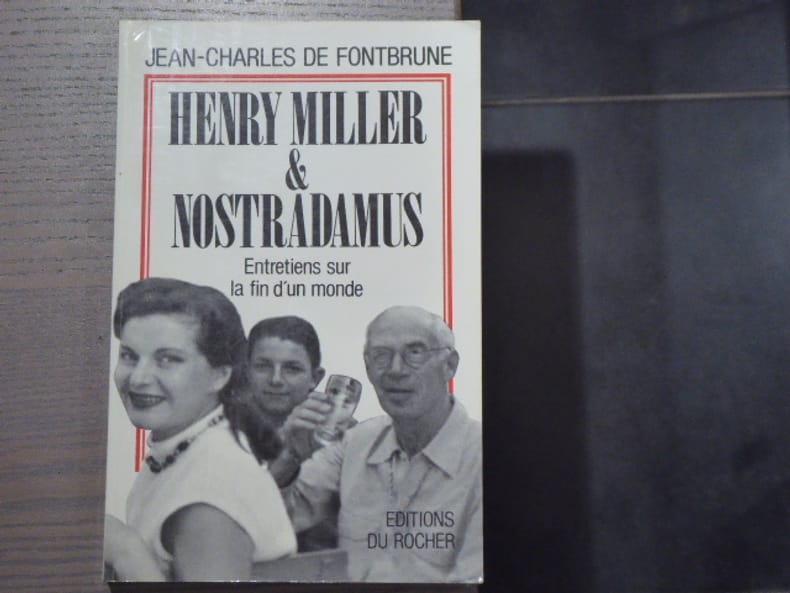 JEAN-CHARLES DE FONTBRUNE
HENRY MILLER
&
NOSTRADAMUS
Entretiens sur
la fin d'un monde
EDITIONS
DU ROCHER